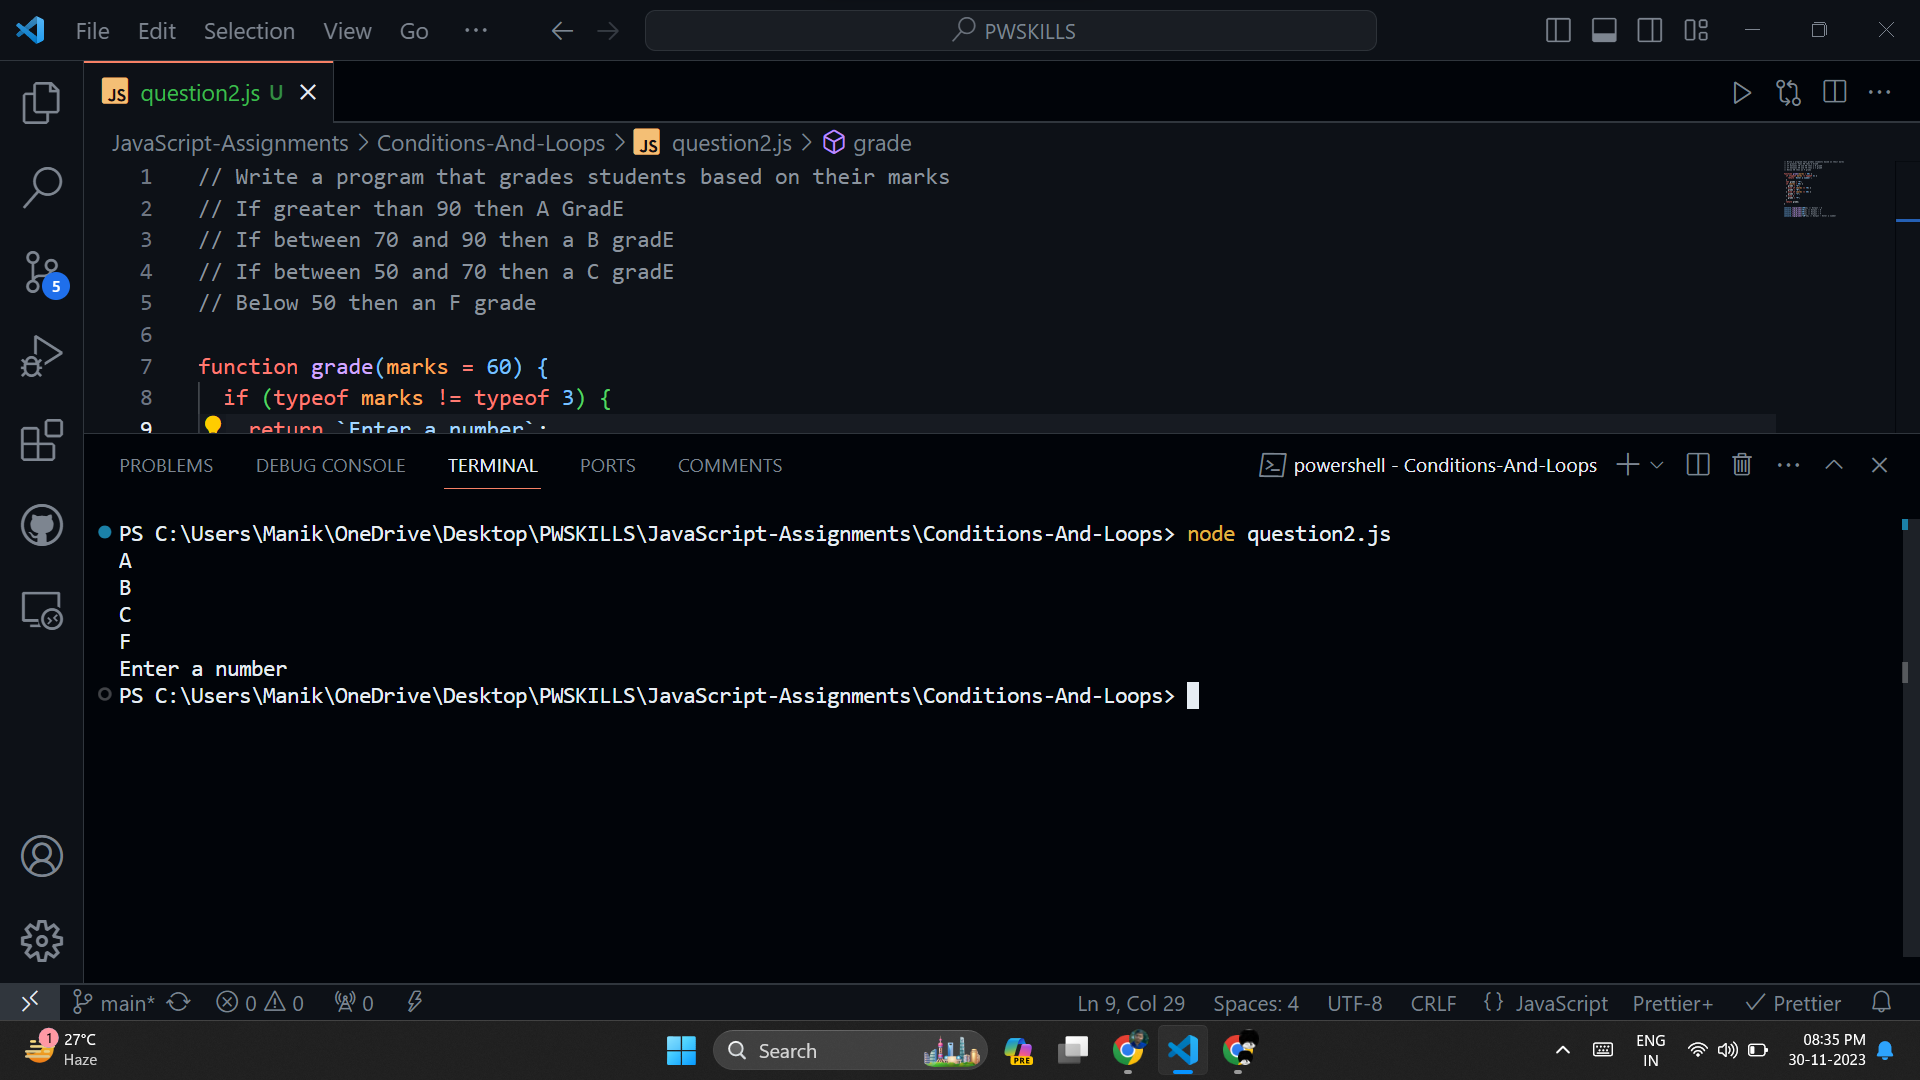 File Edit Selection View Go ··· PWSKILLS
JS question2.js U
JavaScript-Assignments > Conditions-And-Loops > JS question2.js > grade
1 // Write a program that grades students based on their marks
2 // If greater than 90 then A GradE
3 // If between 70 and 90 then a B gradE
4 // If between 50 and 70 then a C gradE
5 // Below 50 then an F grade
6
7 function grade(marks = 60) {
8 if (typeof marks != typeof 3) {
9 return `Enter a number`;
5
PROBLEMS DEBUG CONSOLE TERMINAL PORTS COMMENTS powershell - Conditions-And-Loops
PS C:\Users\Manik\OneDrive\Desktop\PWSKILLS\JavaScript-Assignments\Conditions-And-Loops> node question2.js
A
B
C
F
Enter a number
PS C:\Users\Manik\OneDrive\Desktop\PWSKILLS\JavaScript-Assignments\Conditions-And-Loops>
main* 0 0 0 Ln 9, Col 29 Spaces: 4 UTF-8 CRLF {} JavaScript Prettier+ Prettier
1 27°C
Haze
Search
PRE
ENG
IN
08:35 PM
30-11-2023